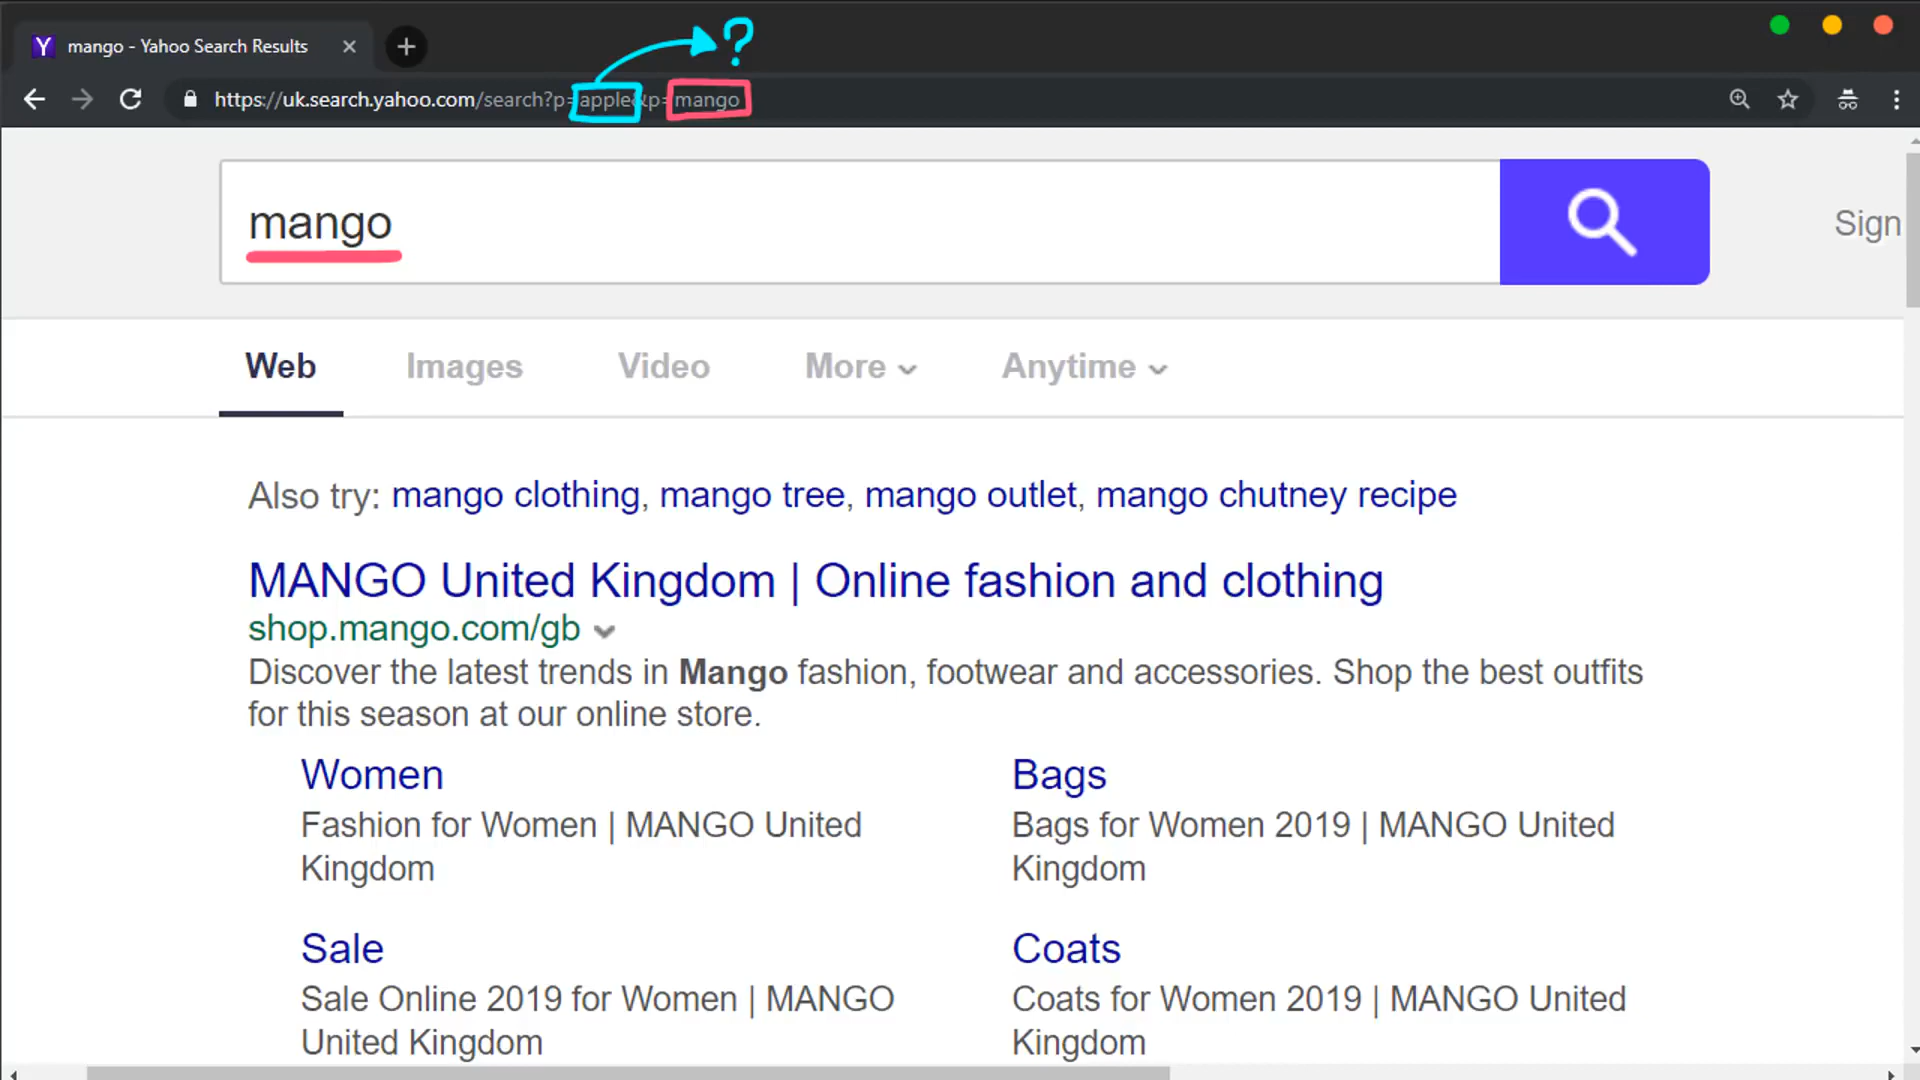 ?
Y mango - Yahoo Search Results
https://uk.search.yahoo.com/search?p=apple&p=mango
mango
Sign
Web Images Video More Anytime
Also try: mango clothing, mango tree, mango outlet, mango chutney recipe
MANGO United Kingdom | Online fashion and clothing
shop.mango.com/gb
Discover the latest trends in Mango fashion, footwear and accessories. Shop the best outfits
for this season at our online store.
Women
Fashion for Women | MANGO United
Kingdom
Bags
Bags for Women 2019 | MANGO United
Kingdom
Sale
Sale Online 2019 for Women | MANGO
United Kingdom
Coats
Coats for Women 2019 | MANGO United
Kingdom